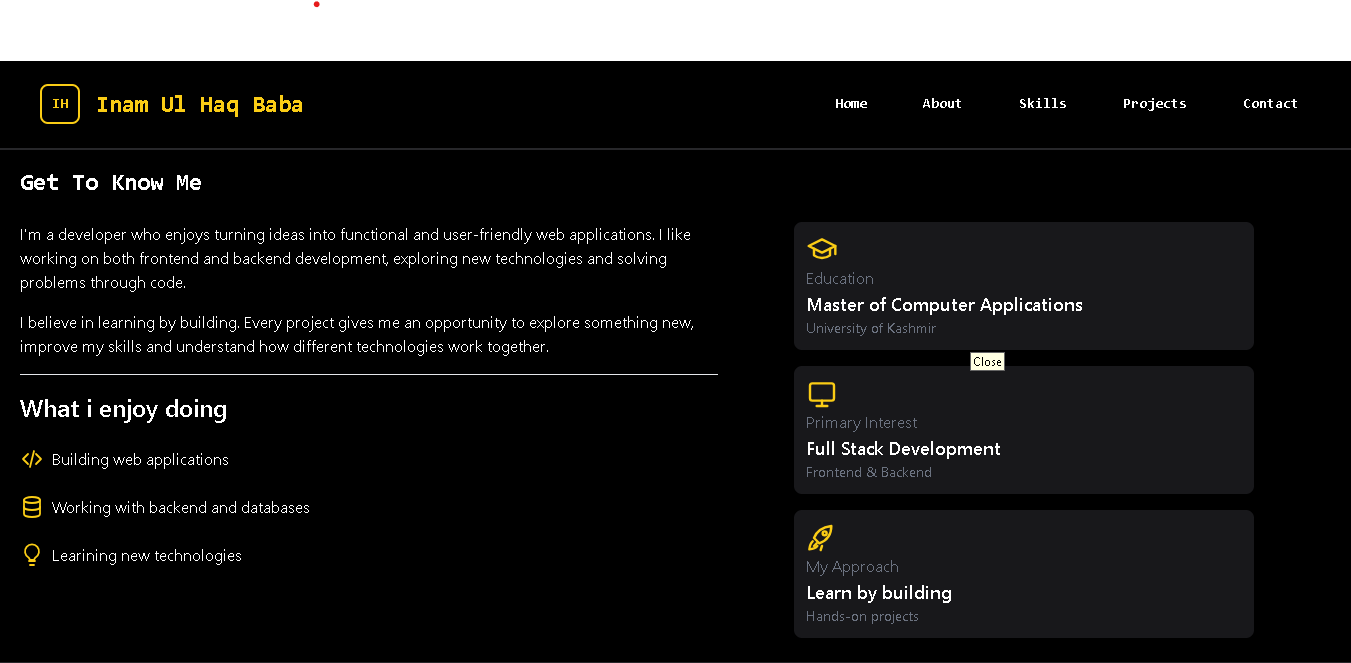 IH
Inam Ul Haq Baba
Home
About
Skills
Projects
Contact
Get To Know Me
I'm a developer who enjoys turning ideas into functional and user-friendly web applications. I like
working on both frontend and backend development, exploring new technologies and solving
problems through code.
I believe in learning by building. Every project gives me an opportunity to explore something new,
improve my skills and understand how different technologies work together.
What i enjoy doing
Building web applications
Working with backend and databases
Learining new technologies
Education
Master of Computer Applications
University of Kashmir
Close
Primary Interest
Full Stack Development
Frontend & Backend
My Approach
Learn by building
Hands-on projects